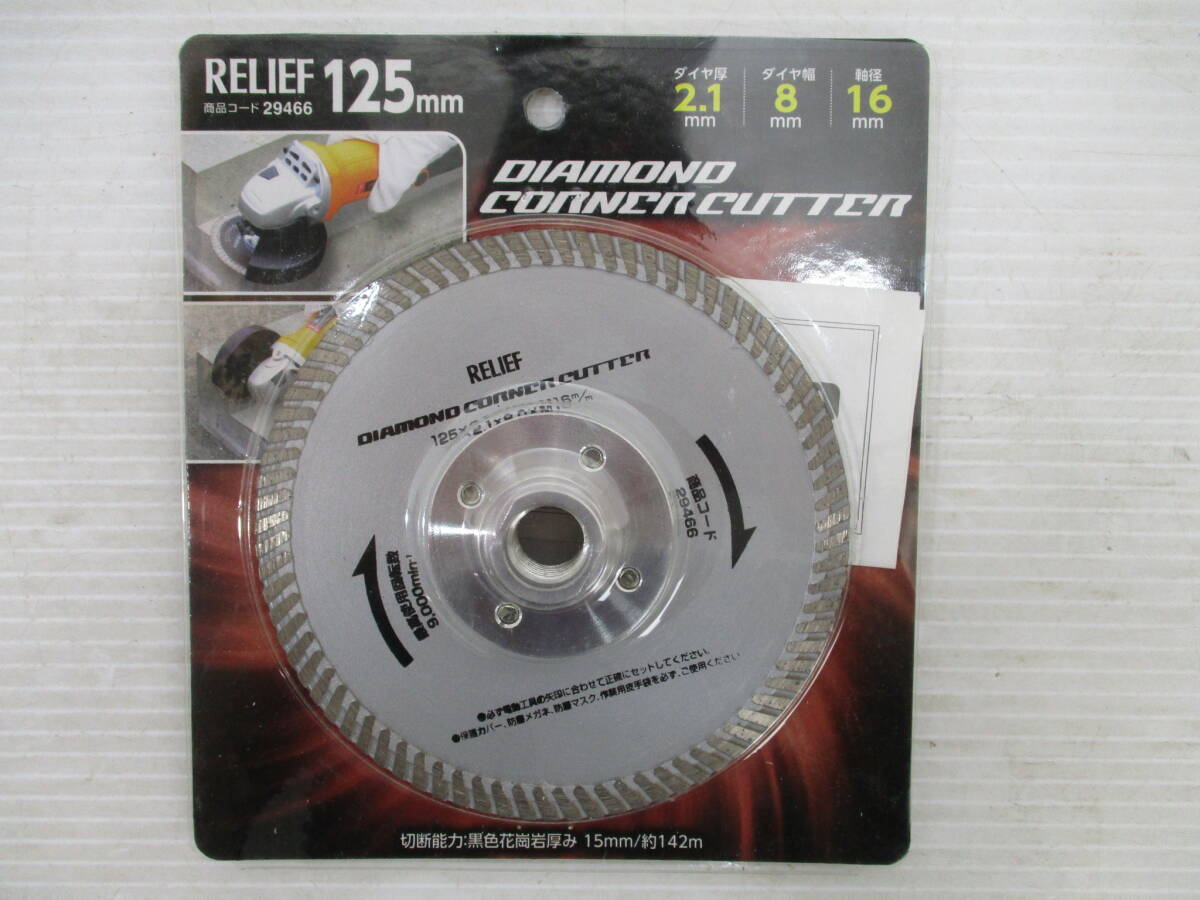 RELIEF 125mm
商品コード 29466
ダイヤ厚
2.1
mm
ダイヤ幅
8
mm
軸径
16
mm
DIAMOND
CORNER CUTTER
RELIEF
DIAMOND CORNER CUTTER
商品コード
29466
最高使用回転数
9,000min⁻¹
●必ず電動工具の矢印に合わせて正確にセットしてください。
●保護カバー、防塵メガネ、防塵マスク、作業用皮手袋を必ず、ご使用ください
切断能力:黒色花崗岩厚み 15mm/約142m